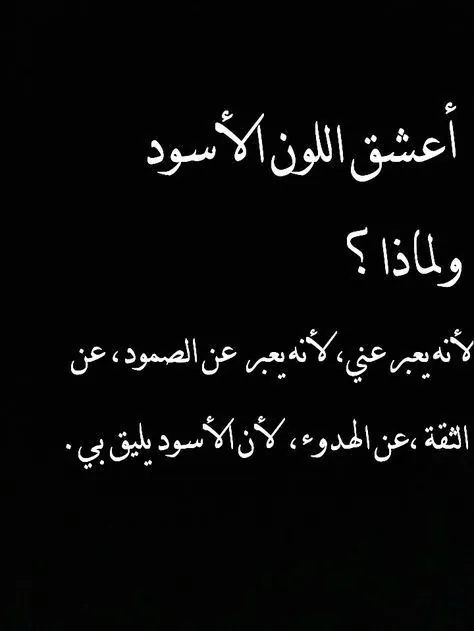 أعشق اللون الأسود
ولماذا ؟
لأنه يعبر عني، لأنه يعبر عن الصمود، عن
الثقة ،عن الهدوء، لأن الأسود يليق بي .